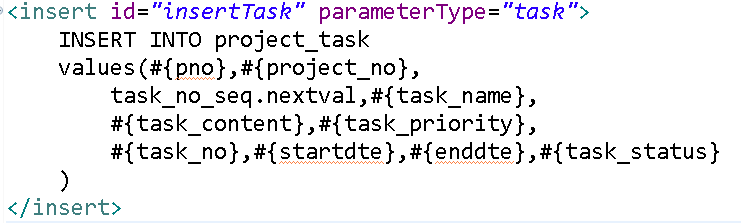 <insert id="insertTask" parameterType="task">
INSERT INTO project_task
values(#{pno},#{project_no},
task_no_seq.nextval,#{task_name},
#{task_content},#{task_priority},
#{task_no},#{startdte},#{enddte},#{task_status}
)
</insert>